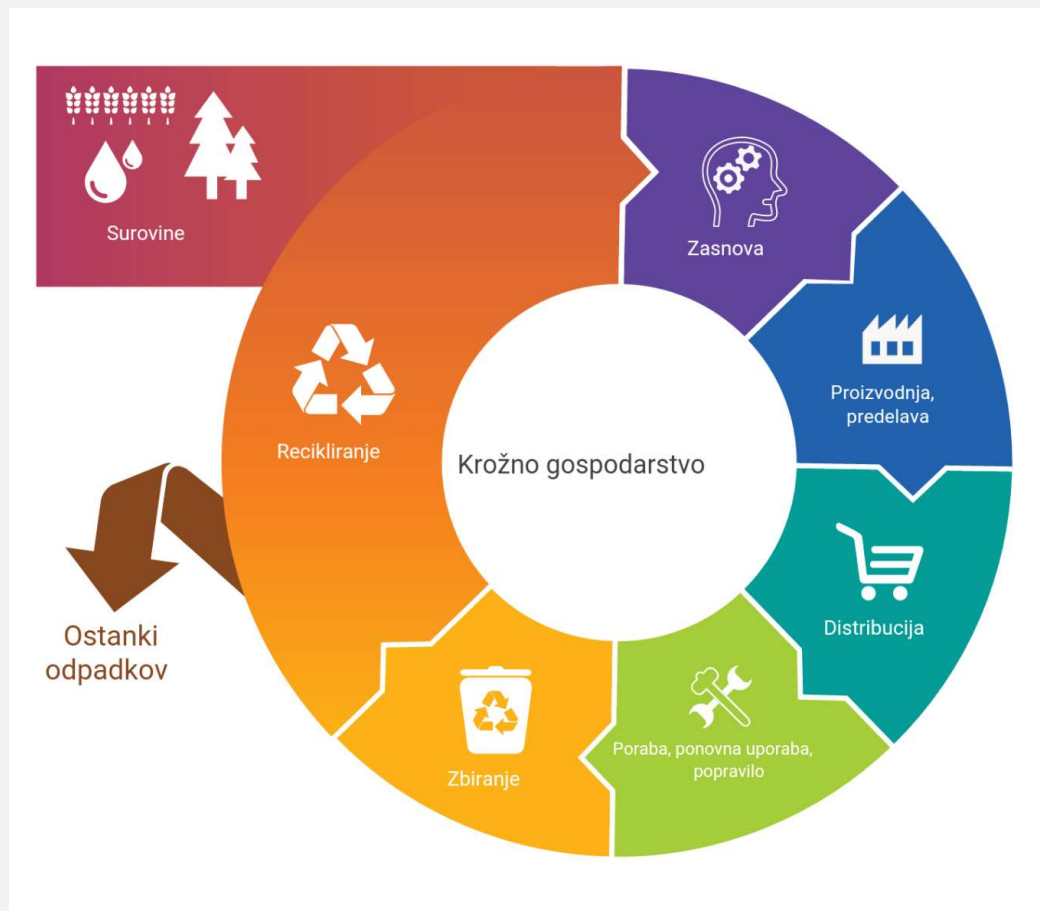 Surovine
Zasnova
Proizvodnja,
predelava
Distribucija
Poraba, ponovna uporaba,
popravilo
Zbiranje
Recikliranje
Ostanki
odpadkov
Krožno gospodarstvo